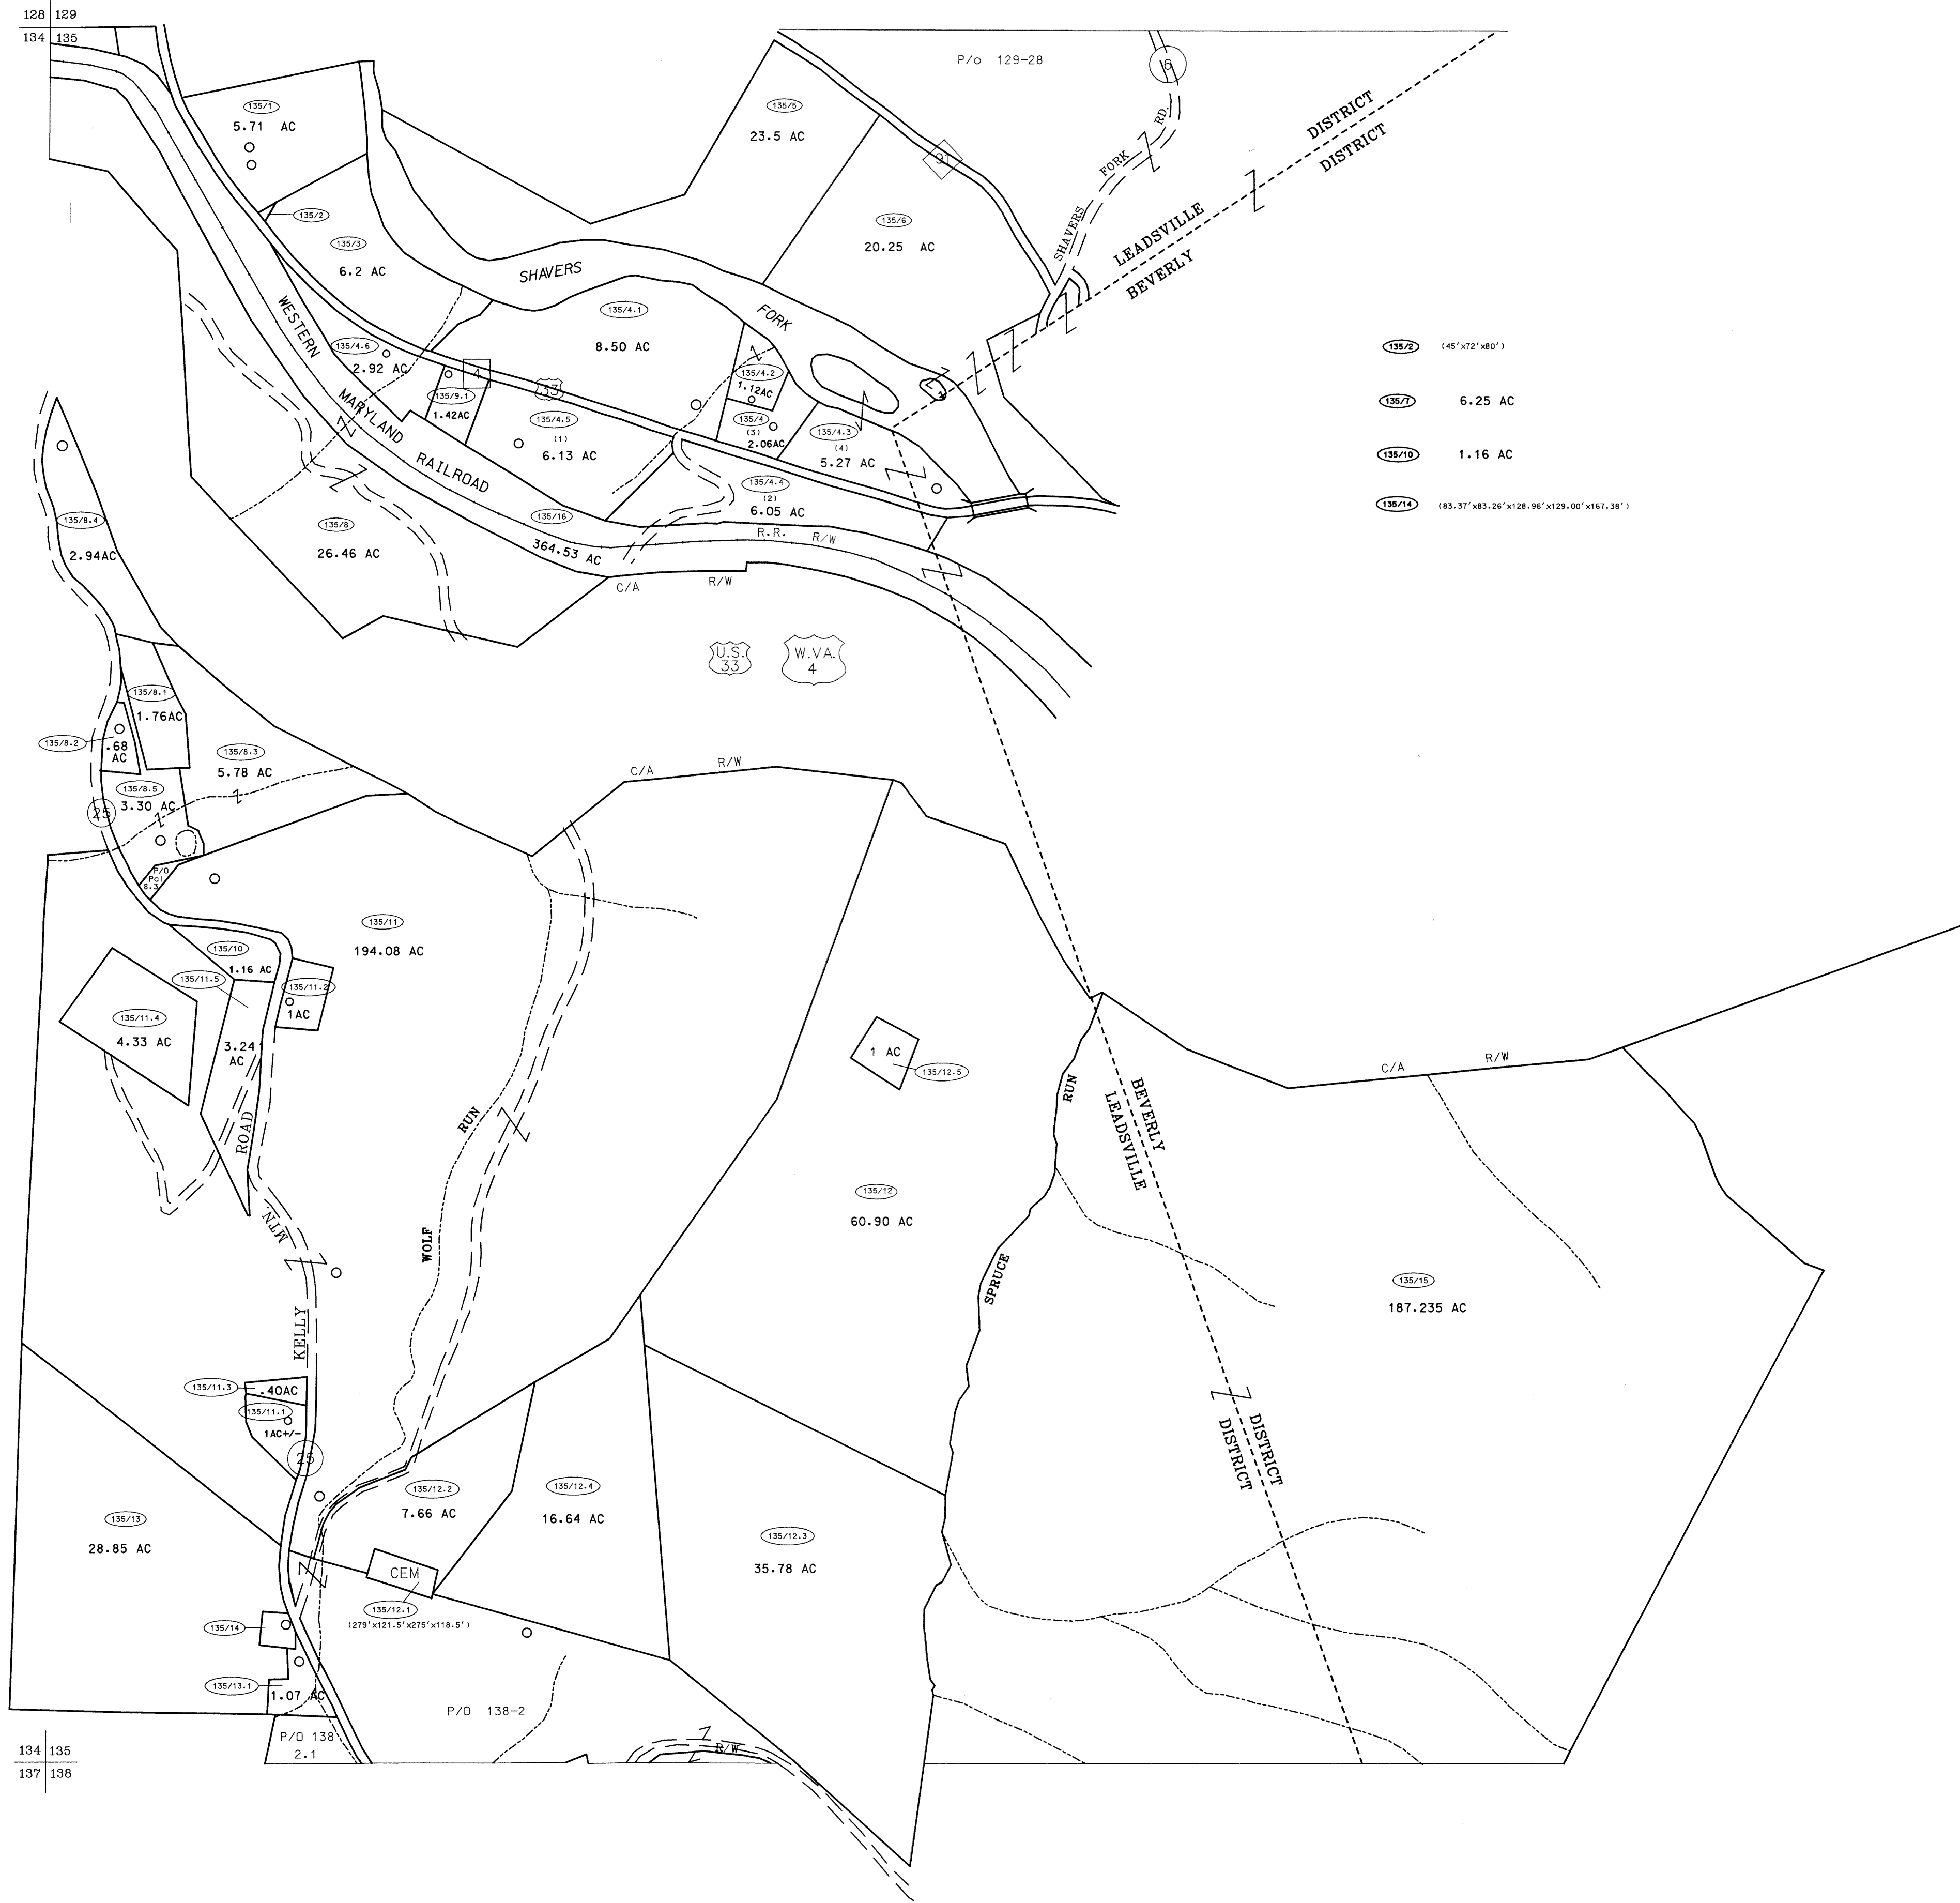 128 129
134 135
P/o 129-28
6
135/1
5.71 AC
135/5
23.5 AC
RD.
FORK
SHAVERS
DISTRICT
DISTRICT
91
135/2
135/3
6.2 AC
135/6
20.25 AC
LEADSVILLE
BEVERLY
SHAVERS
FORK
WESTERN
MARYLAND
RAILROAD
135/4.1
8.50 AC
135/4.6
2.92 AC
4
33
135/9.1
1.42AC
135/4.2
1.12AC
135/4.5
(1)
6.13 AC
135/4
(3)
2.06AC
135/4.3
(4)
5.27 AC
135/4.4
(2)
6.05 AC
135/2 (45'x72'x80')
135/7 6.25 AC
135/10 1.16 AC
135/14 (83.37'x83.26'x128.96'x129.00'x167.38')
135/8.4
2.94AC
135/8
26.46 AC
135/16
364.53 AC
R.R. R/W
C/A R/W
U.S.
33
W.VA.
4
135/8.1
1.76AC
135/8.2
.68
AC
135/8.3
5.78 AC
135/8.5
3.30 AC
25
C/A R/W
P/O
Pcl
8.3
135/11
194.08 AC
135/10
1.16 AC
135/11.5
135/11.2
1AC
135/11.4
4.33 AC
3.24
AC
1 AC
135/12.5
C/A R/W
RUN
BEVERLY
LEADSVILLE
RUN
WOLF
ROAD
MTN.
KELLY
135/12
60.90 AC
SPRUCE
135/15
187.235 AC
135/11.3
.40AC
135/11.1
1AC+/-
25
DISTRICT
DISTRICT
135/12.2
7.66 AC
135/12.4
16.64 AC
135/13
28.85 AC
135/12.3
35.78 AC
CEM
135/12.1
(279'x121.5'x275'x118.5')
135/14
135/13.1
1.07 AC
P/O 138-2
P/O 138
2.1
R/W
134 135
137 138